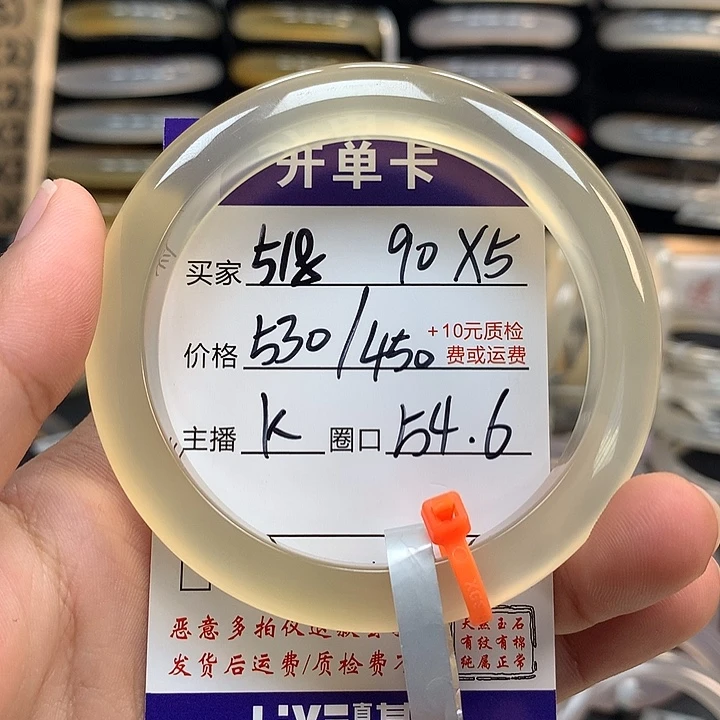 开单卡
买家 518 90 X5
价格 530/450 +10元质检
费或运费
主播 K 圈口 54.6
恶意多拍仅退款
发货后运费/质检费不
天然玉石
有纹有棉
纯属正常